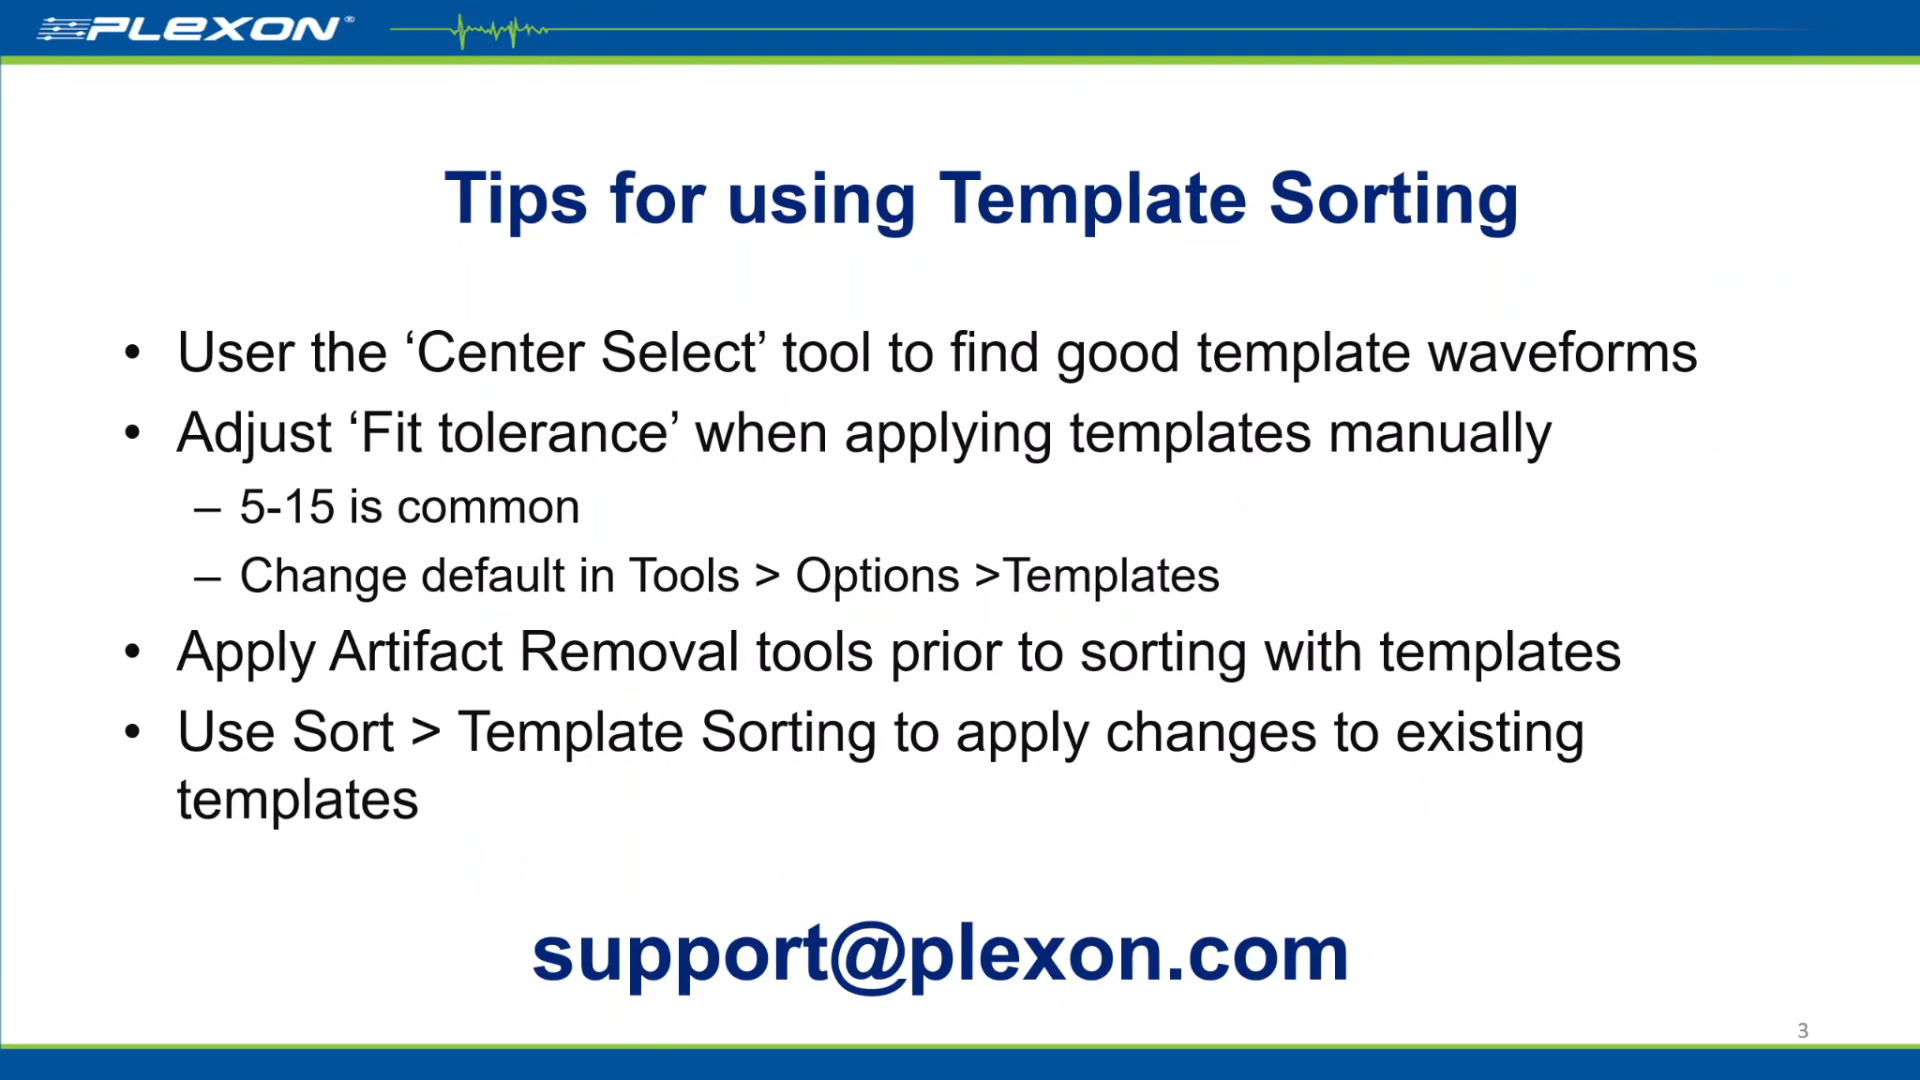 PLEXON®
Tips for using Template Sorting
• User the ‘Center Select’ tool to find good template waveforms
• Adjust ‘Fit tolerance’ when applying templates manually
– 5-15 is common
– Change default in Tools > Options >Templates
• Apply Artifact Removal tools prior to sorting with templates
• Use Sort > Template Sorting to apply changes to existing
templates
support@plexon.com
3